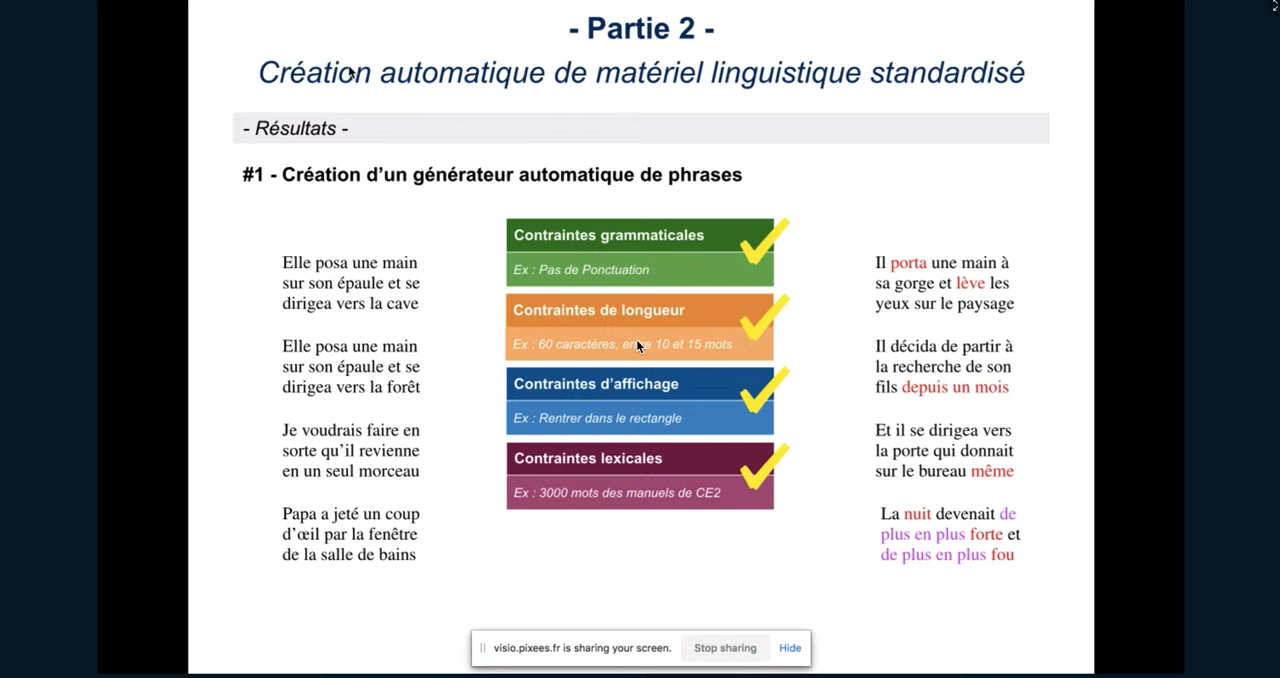 - Partie 2 -
Création automatique de matériel linguistique standardisé
- Résultats -
#1 - Création d'un générateur automatique de phrases
Elle posa une main
sur son épaule et se
dirigea vers la cave
Elle posa une main
sur son épaule et se
dirigea vers la forêt
Je voudrais faire en
sorte qu'il revienne
en un seul morceau
Papa a jeté un coup
d'œil par la fenêtre
de la salle de bains
Contraintes grammaticales
Ex : Pas de Ponctuation
Contraintes de longueur
Ex : 60 caractères, entre 10 et 15 mots
Contraintes d'affichage
Ex : Rentrer dans le rectangle
Contraintes lexicales
Ex : 3000 mots des manuels de CE2
Il porta une main à
sa gorge et lève les
yeux sur le paysage
Il décida de partir à
la recherche de son
fils depuis un mois
Et il se dirigea vers
la porte qui donnait
sur le bureau même
La nuit devenait de
plus en plus forte et
de plus en plus fou
visio.pixees.fr is sharing your screen.
Stop sharing
Hide